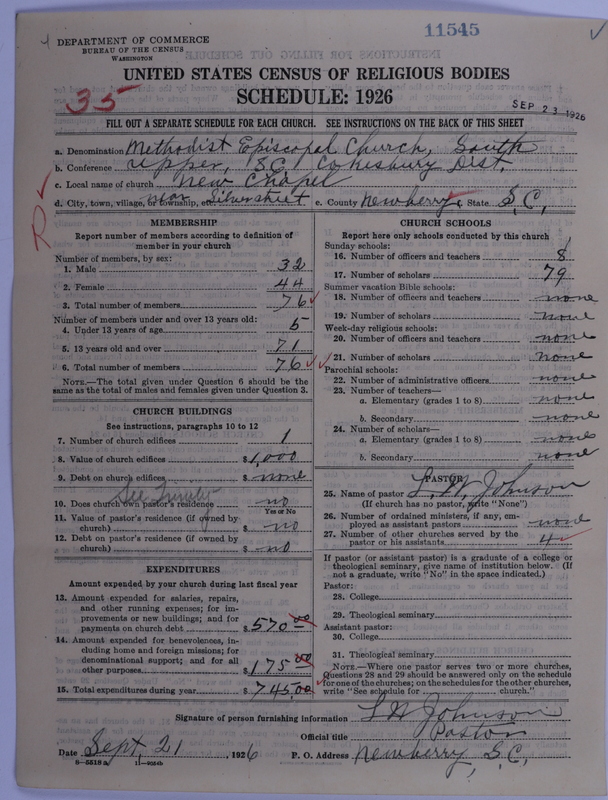 11545
DEPARTMENT OF COMMERCE
BUREAU OF THE CENSUS
WASHINGTON
UNITED STATES CENSUS OF RELIGIOUS BODIES
35
SCHEDULE: 1926
SEP 23 1926
FILL OUT A SEPARATE SCHEDULE FOR EACH CHURCH. SEE INSTRUCTIONS ON THE BACK OF THIS SHEET
a. Denomination Methodist Episcopal Church, South
b. Conference Upper, S.C. Cokesbury Dist.
c. Local name of church New Chapel
d. City, town, village, or township, etc. near Silverstreet e. County Newberry State S.C.
R
MEMBERSHIP
Report number of members according to definition of member in your church
Number of members, by sex:
1. Male 32
2. Female 44
3. Total number of members 76
Number of members under and over 13 years old:
4. Under 13 years of age 5
5. 13 years old and over 71
6. Total number of members 76
NOTE.—The total given under Question 6 should be the same as the total of males and females given under Question 3.
CHURCH BUILDINGS
See instructions, paragraphs 10 to 12
7. Number of church edifices 1
8. Value of church edifices $1,000
9. Debt on church edifices $ none
See
10. Does church own pastor's residence no
Yes or No
11. Value of pastor's residence (if owned by church) $ no
12. Debt on pastor's residence (if owned by church) $ no
EXPENDITURES
Amount expended by your church during last fiscal year
13. Amount expended for salaries, repairs, and other running expenses; for improvements or new buildings; and for payments on church debt $570.00
14. Amount expended for benevolences, including home and foreign missions; for denominational support; and for all other purposes $175.00
15. Total expenditures during year $745.00
CHURCH SCHOOLS
Report here only schools conducted by this church
Sunday schools:
16. Number of officers and teachers 8
17. Number of scholars 79
Summer vacation Bible schools:
18. Number of officers and teachers none
19. Number of scholars none
Week-day religious schools:
20. Number of officers and teachers none
21. Number of scholars none
Parochial schools:
22. Number of administrative officers none
23. Number of teachers—
a. Elementary (grades 1 to 8) none
b. Secondary none
24. Number of scholars—
a. Elementary (grades 1 to 8) none
b. Secondary none
PASTOR
25. Name of pastor L. W. Johnson
(If church has no pastor, write "None")
26. Number of ordained ministers, if any, employed as assistant pastors none
27. Number of other churches served by the pastor or his assistants 4
If pastor (or assistant pastor) is a graduate of a college or theological seminary, give name of institution below. (If not a graduate, write "No" in the space indicated.)
Pastor:
28. College
29. Theological seminary
Assistant pastor:
30. College
31. Theological seminary
NOTE.—Where one pastor serves two or more churches, Questions 28 and 29 should be answered only on the schedule for one of the churches; on the schedules for the other churches, write "See schedule for church."
Signature of person furnishing information L W Johnson
Official title Pastor
Date Sept. 21, 1926 P. O. Address Newberry, S.C.
8—5518a 1—9024b